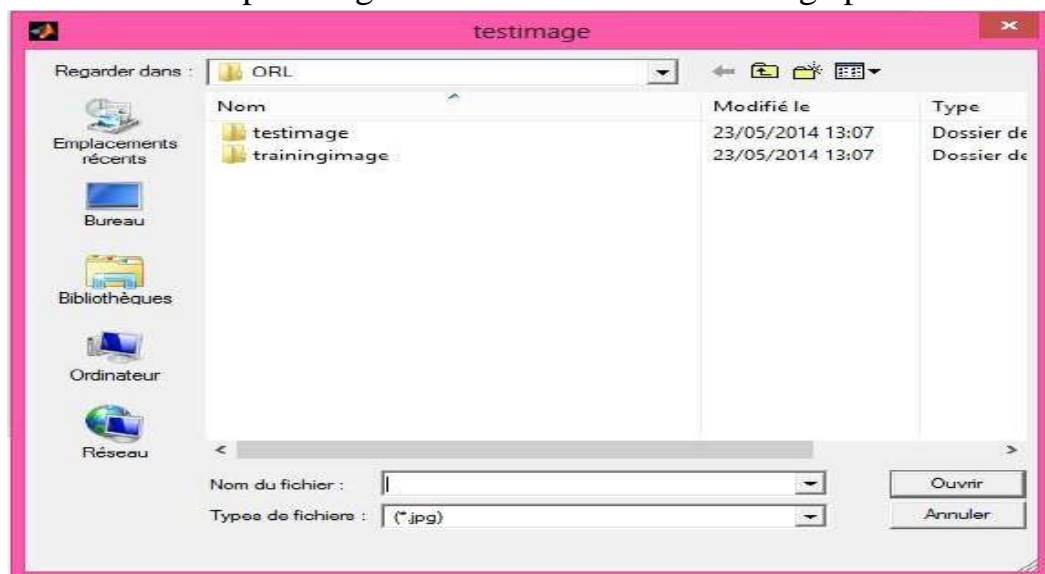 testimage
Regarder dans : ORL
Nom Modifié le Type
testimage 23/05/2014 13:07 Dossier de
trainingimage 23/05/2014 13:07 Dossier de
Emplacements
récents
Bureau
Bibliothèques
Ordinateur
Réseau
Nom du fichier : Ouvrir
Types de fichiers : (*.jpg) Annuler